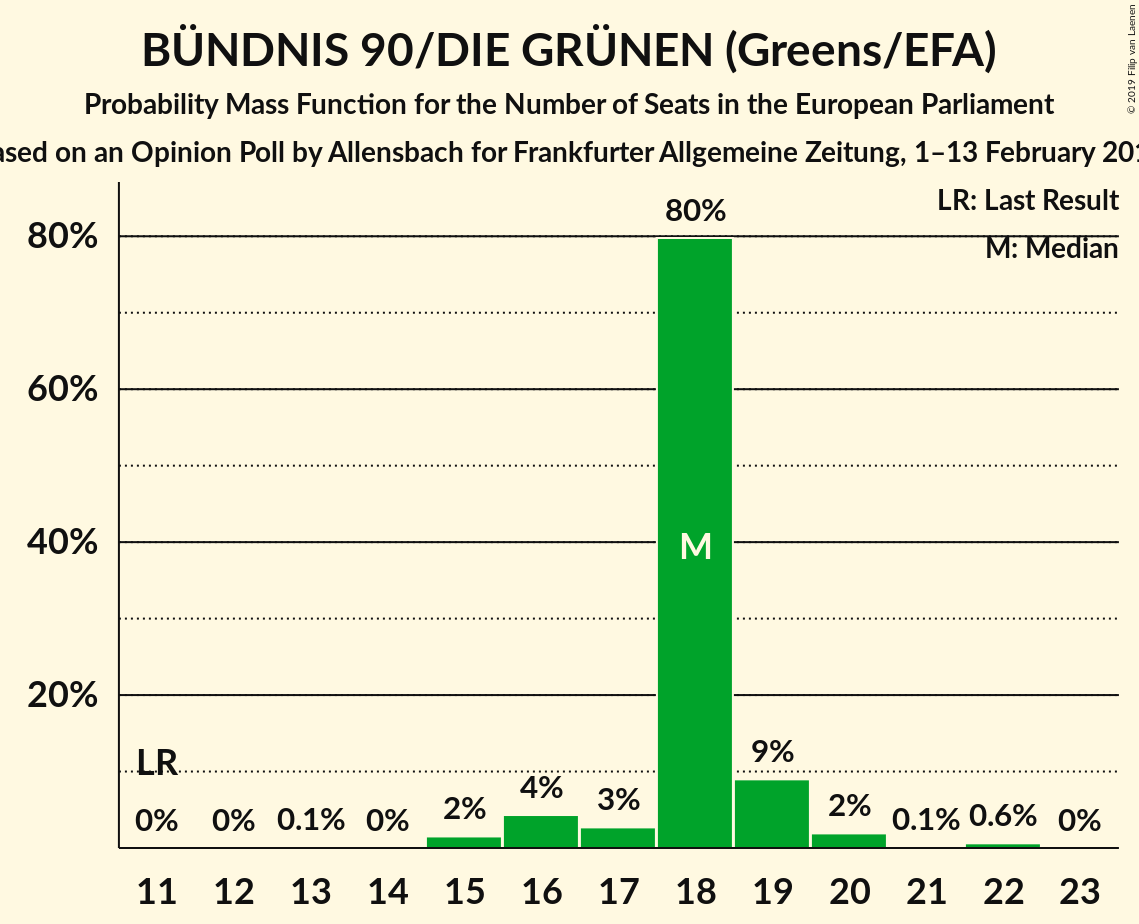 BÜNDNIS 90/DIE GRÜNEN (Greens/EFA)
Probability Mass Function for the Number of Seats in the European Parliament
on an Opinion Poll by Allensbach for Frankfurter Allgemeine Zeitung, 1–13 February
© 2019 Filip van Laenen
LR: Last Result
M: Median
80%
60%
40%
20%
LR
0%
0%
0.1%
0%
2%
4%
3%
80%
M
9%
2%
0.1%
0.6%
0%
11 12 13 14 15 16 17 18 19 20 21 22 23